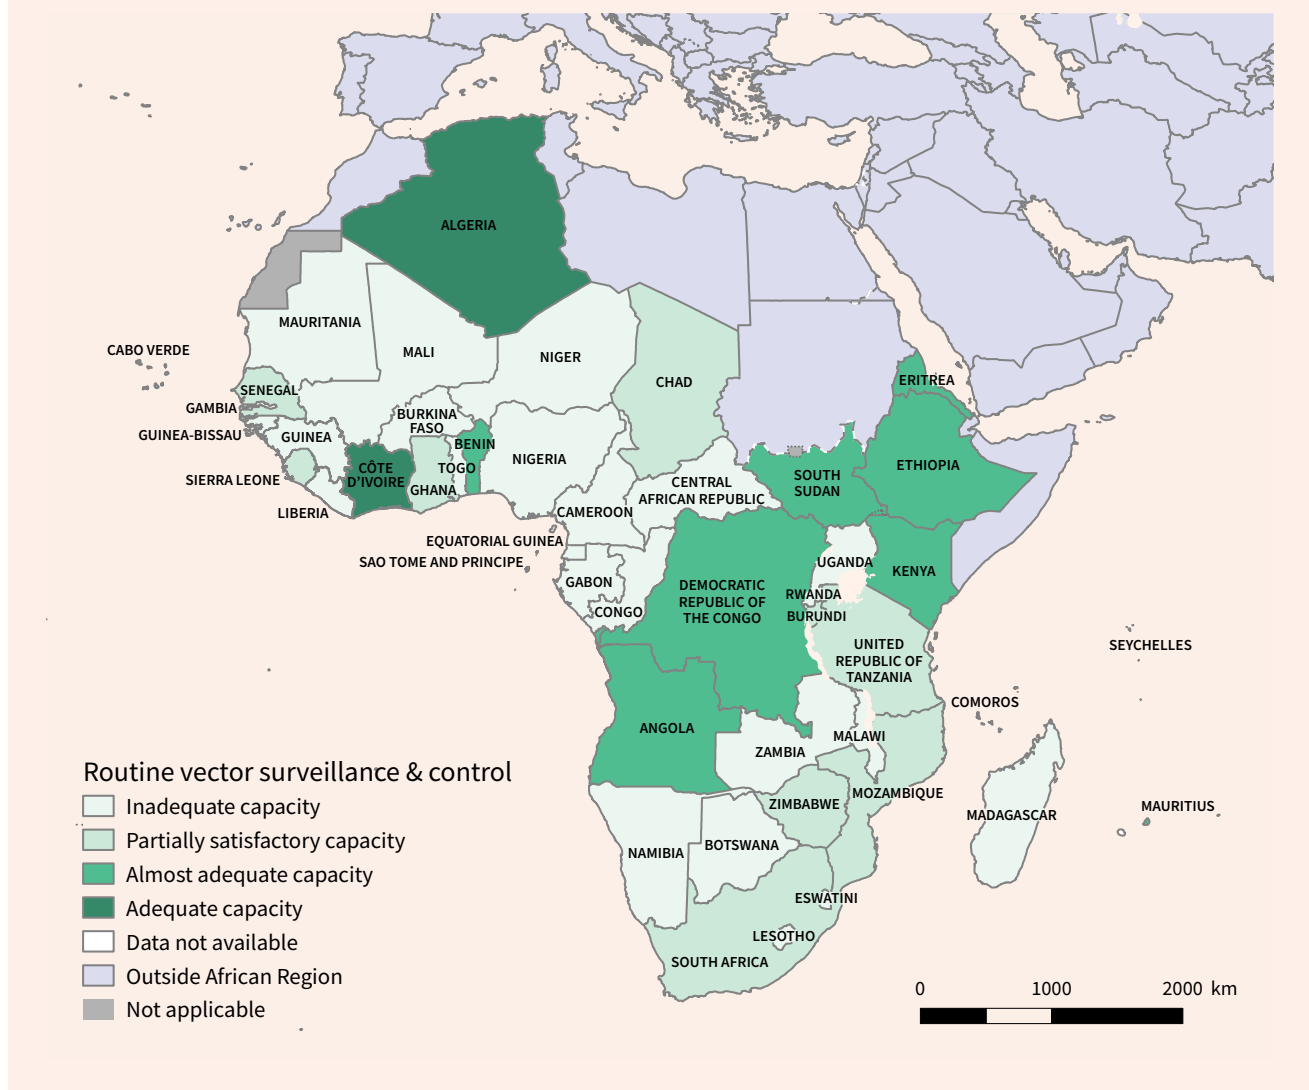 ALGERIA
MAURITANIA
CABO VERDE
MALI
NIGER
CHAD
ERITREA
SENEGAL
GAMBIA
BURKINA
FASO
GUINEA-BISSAU
GUINEA
BENIN
NIGERIA
ETHIOPIA
CÔTE
D'IVOIRE
TOGO
GHANA
SIERRA LEONE
SOUTH
SUDAN
CENTRAL
AFRICAN REPUBLIC
LIBERIA
CAMEROON
EQUATORIAL GUINEA
SAO TOME AND PRINCIPE
UGANDA
KENYA
GABON
DEMOCRATIC
REPUBLIC OF
THE CONGO
RWANDA
CONGO
BURUNDI
UNITED
REPUBLIC OF
TANZANIA
SEYCHELLES
COMOROS
ANGOLA
MALAWI
ZAMBIA
MOZAMBIQUE
ZIMBABWE
MAURITIUS
MADAGASCAR
BOTSWANA
NAMIBIA
ESWATINI
LESOTHO
SOUTH AFRICA
Routine vector surveillance & control
Inadequate capacity
Partially satisfactory capacity
Almost adequate capacity
Adequate capacity
Data not available
Outside African Region
Not applicable
0 1000 2000 km